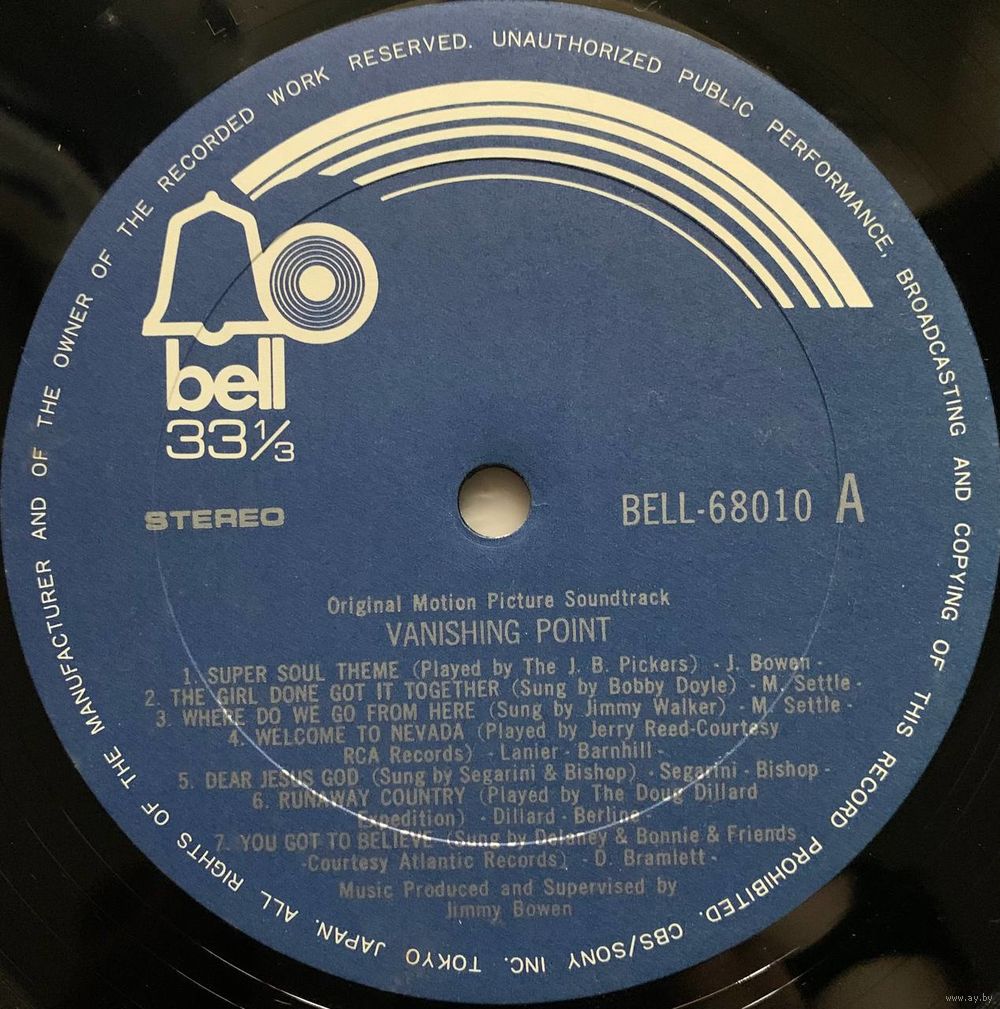 ALL RIGHTS OF THE MANUFACTURER AND OF THE OWNER OF THE RECORDED WORK RESERVED. UNAUTHORIZED PUBLIC PERFORMANCE, BROADCASTING AND COPYING OF THIS RECORD PROHIBITED. CBS/SONY INC. TOKYO JAPAN.
bell
33 1/3
STEREO
BELL-68010 A
Original Motion Picture Soundtrack
VANISHING POINT
1. SUPER SOUL THEME (Played by The J. B. Pickers) - J. Bowen -
2. THE GIRL DONE GOT IT TOGETHER (Sung by Bobby Doyle) - M. Settle -
3. WHERE DO WE GO FROM HERE (Sung by Jimmy Walker) - M. Settle -
4. WELCOME TO NEVADA (Played by Jerry Reed-Courtesy
RCA Records) - Lanier - Barnhill -
5. DEAR JESUS GOD (Sung by Segarini & Bishop) - Segarini - Bishop -
6. RUNAWAY COUNTRY (Played by The Doug Dillard
Expedition) - Dillard - Berline -
7. YOU GOT TO BELIEVE (Sung by Delaney & Bonnie & Friends
-Courtesy Atlantic Records) - D. Bramlett -
Music Produced and Supervised by
Jimmy Bowen
www.ay.by